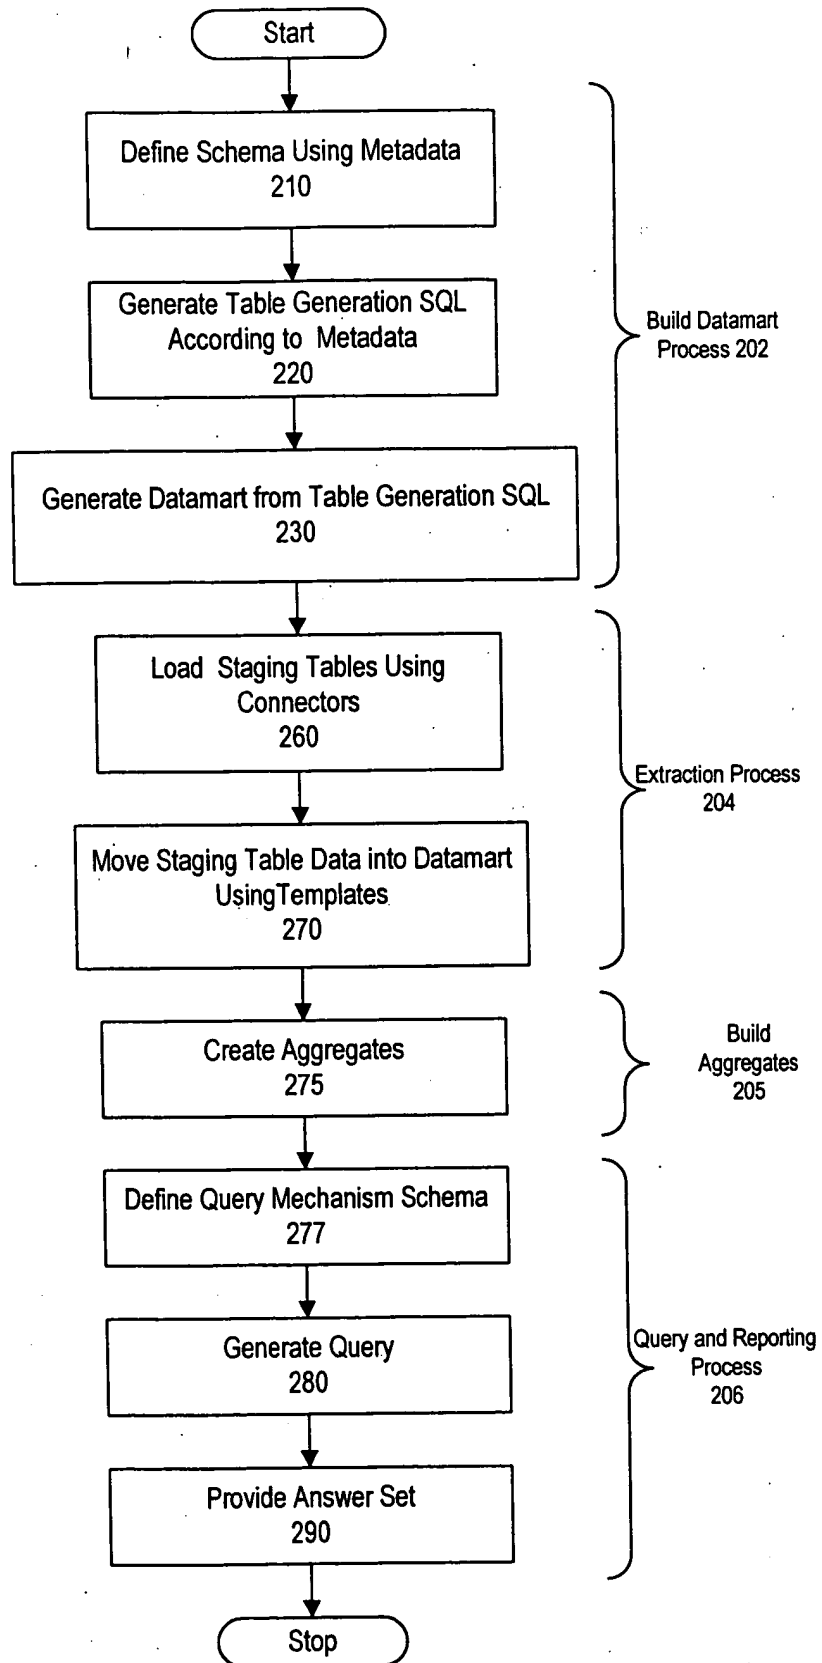 Start
Define Schema Using Metadata
210
Generate Table Generation SQL
According to Metadata
220
Build Datamart
Process 202
Generate Datamart from Table Generation SQL
230
Load Staging Tables Using
Connectors
260
Extraction Process
204
Move Staging Table Data into Datamart
UsingTemplates
270
Create Aggregates
275
Build
Aggregates
205
Define Query Mechanism Schema
277
Generate Query
280
Query and Reporting
Process
206
Provide Answer Set
290
Stop